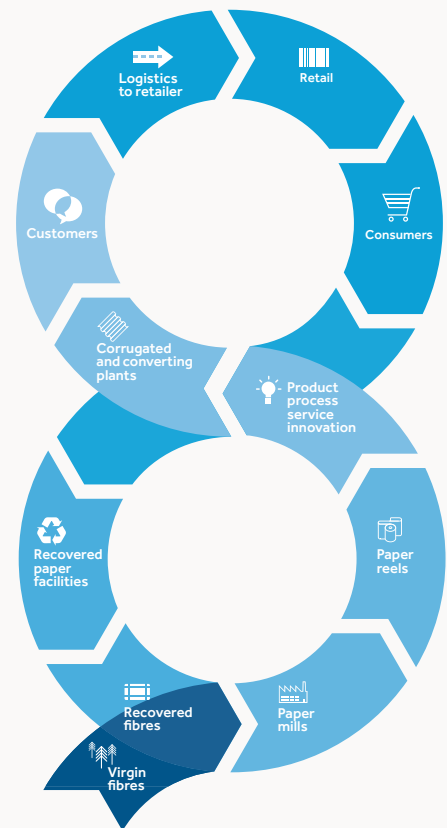 Logistics
to retailer
Retail
Customers
Consumers
Corrugated
and converting
plants
Product
process
service
innovation
Recovered
paper
facilities
Paper
reels
Recovered
fibres
Paper
mills
Virgin
fibres